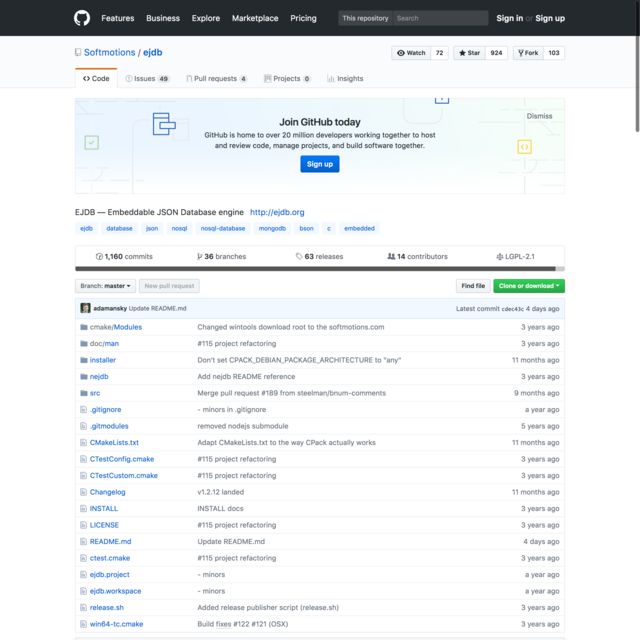 Features Business Explore Marketplace Pricing This repository Search Sign in or Sign up
Softmotions / ejdb Watch 72 Star 924 Fork 103
Code Issues 49 Pull requests 4 Projects 0 Insights
Dismiss
Join GitHub today
GitHub is home to over 20 million developers working together to host
and review code, manage projects, and build software together.
Sign up
EJDB — Embeddable JSON Database engine http://ejdb.org
ejdb database json nosql nosql-database mongodb bson c embedded
1,160 commits 36 branches 63 releases 14 contributors LGPL-2.1
Branch: master New pull request Find file Clone or download
adamansky Update README.md Latest commit cdec43c 4 days ago
cmake/Modules Changed wintools download root to the softmotions.com 3 years ago
doc/man #115 project refactoring 3 years ago
installer Don't set CPACK_DEBIAN_PACKAGE_ARCHITECTURE to "any" 11 months ago
nejdb Add nejdb README reference 3 years ago
src Merge pull request #189 from steelman/bnum-comments 9 months ago
.gitignore - minors in .gitignore a year ago
.gitmodules removed nodejs submodule 5 years ago
CMakeLists.txt Adapt CMakeLists.txt to the way CPack actually works 11 months ago
CTestConfig.cmake #115 project refactoring 3 years ago
CTestCustom.cmake #115 project refactoring 3 years ago
Changelog v1.2.12 landed 11 months ago
INSTALL INSTALL docs 3 years ago
LICENSE #115 project refactoring 3 years ago
README.md Update README.md 4 days ago
ctest.cmake #115 project refactoring 3 years ago
ejdb.project - minors a year ago
ejdb.workspace - minors a year ago
release.sh Added release publisher script (release.sh) 3 years ago
win64-tc.cmake Build fixes #122 #121 (OSX) 3 years ago